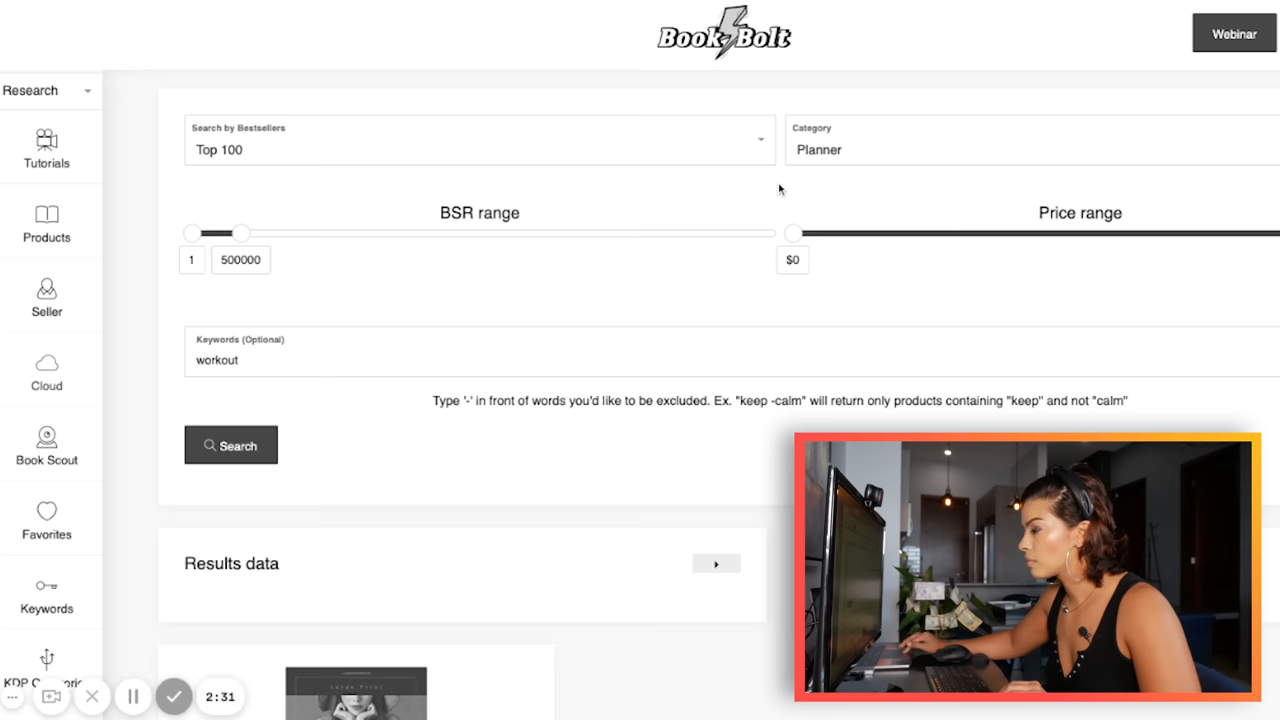 Book Bolt
Webinar
Research
Tutorials
Products
Seller
Cloud
Book Scout
Favorites
Keywords
Search by Bestsellers
Top 100
Category
Planner
BSR range
Price range
1
500000
$0
Keywords (Optional)
workout
Type '-' in front of words you'd like to be excluded. Ex. "keep -calm" will return only products containing "keep" and not "calm"
Search
Results data
2:31